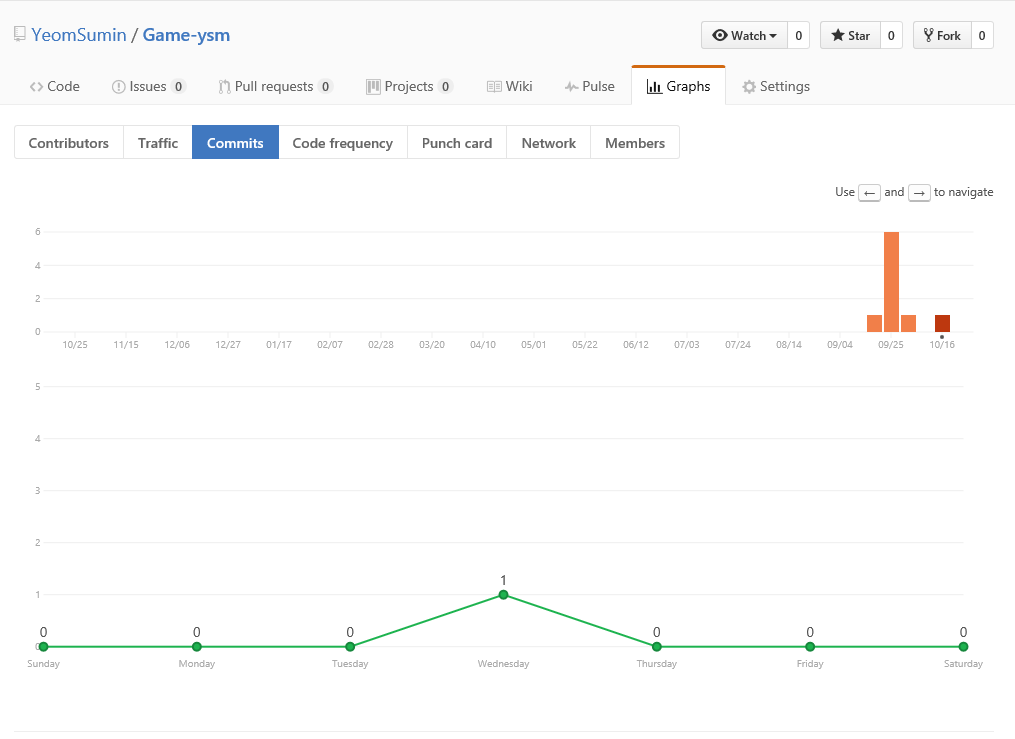 YeomSumin / Game-ysm
Watch 0 Star 0 Fork 0
Code Issues 0 Pull requests 0 Projects 0 Wiki Pulse Graphs Settings
Contributors Traffic Commits Code frequency Punch card Network Members
Use ← and → to navigate
6
4
2
0
10/25 11/15 12/06 12/27 01/17 02/07 02/28 03/20 04/10 05/01 05/22 06/12 07/03 07/24 08/14 09/04 09/25 10/16
5
4
3
2
1
1
0 0 0 0 0 0
0
Sunday Monday Tuesday Wednesday Thursday Friday Saturday